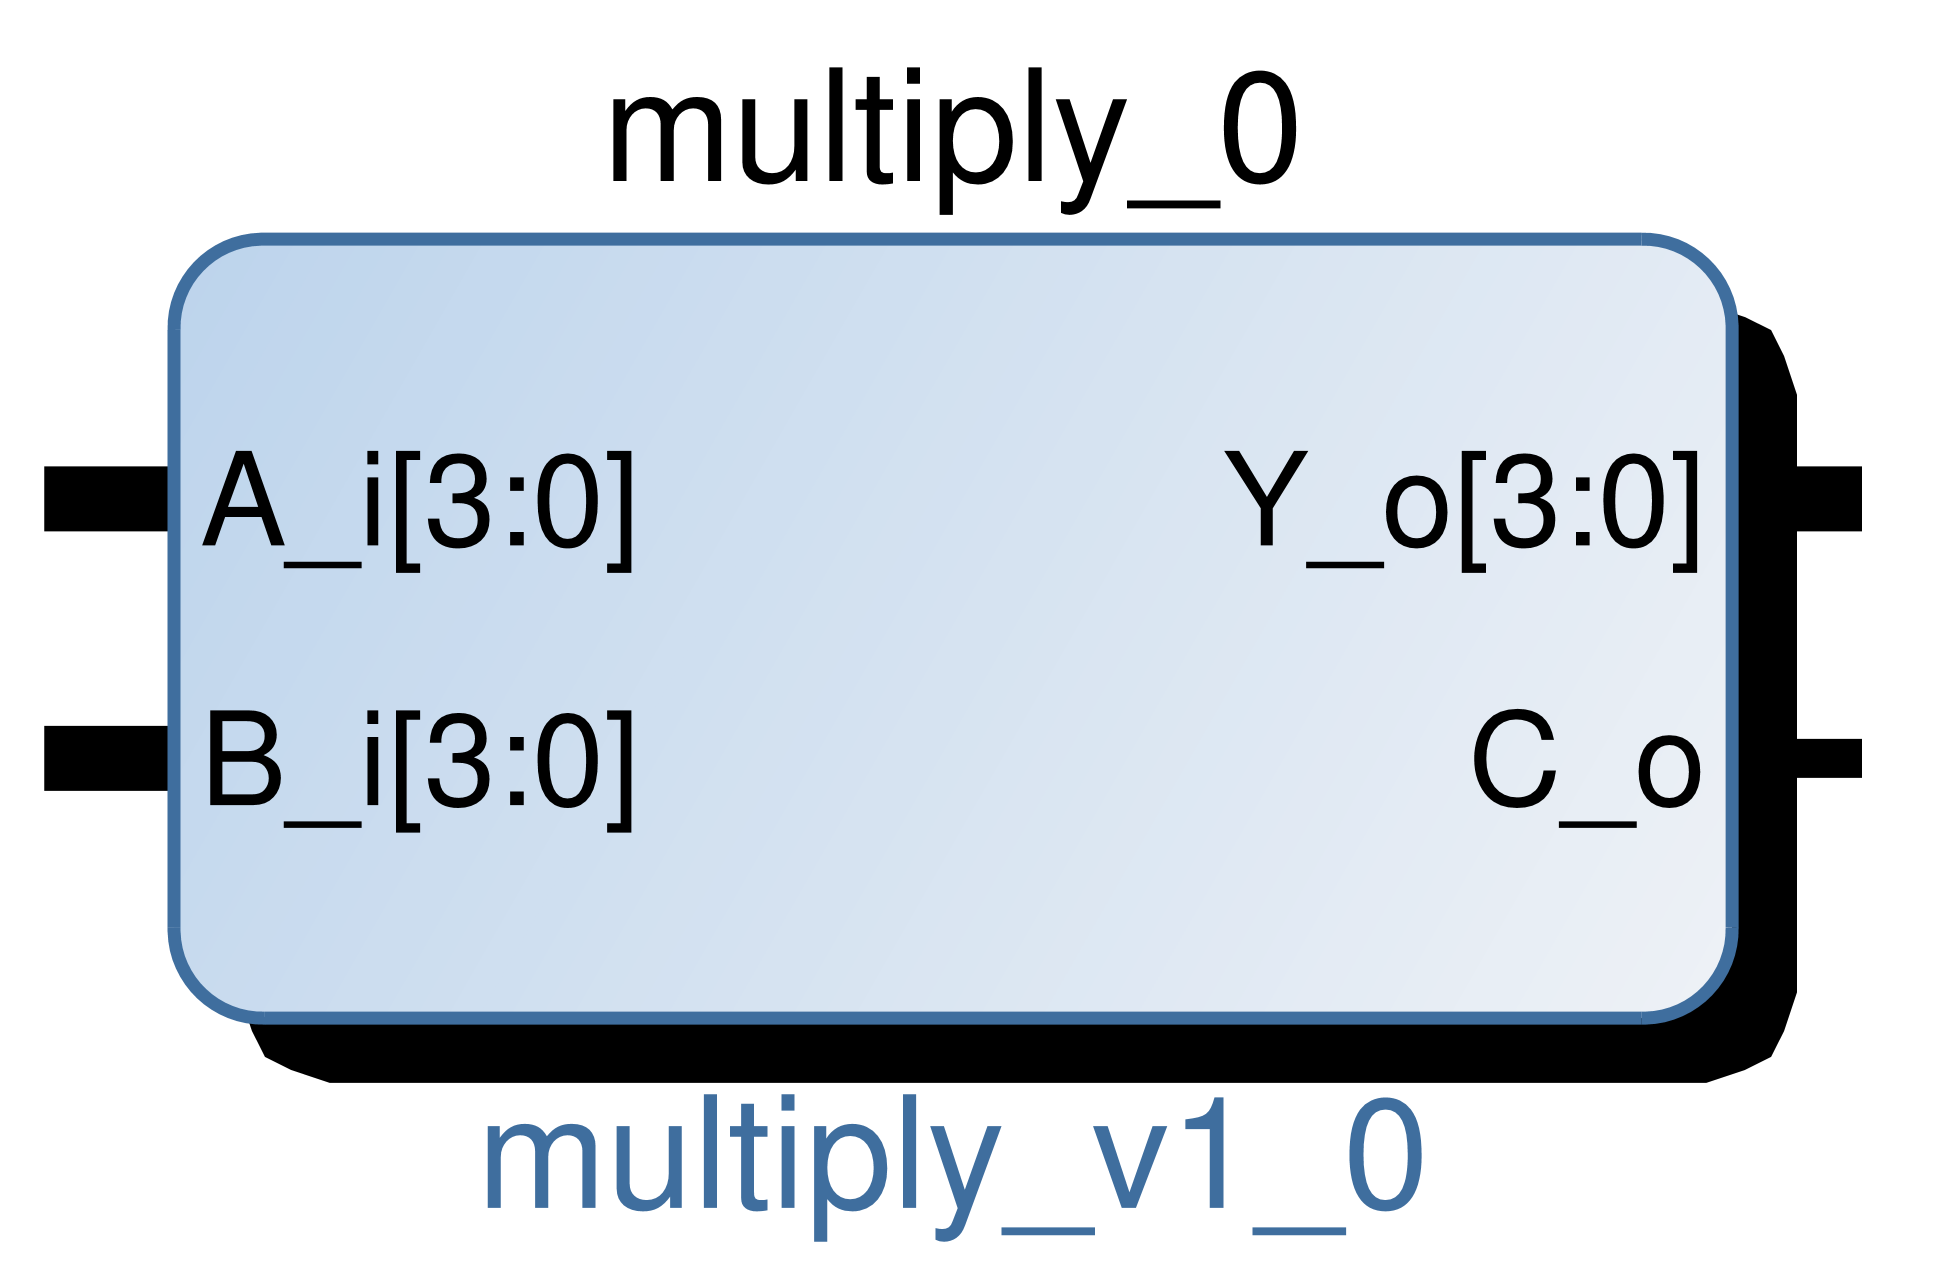 multiply_0
A_i[3:0] Y_o[3:0]
B_i[3:0] C_o
multiply_v1_0